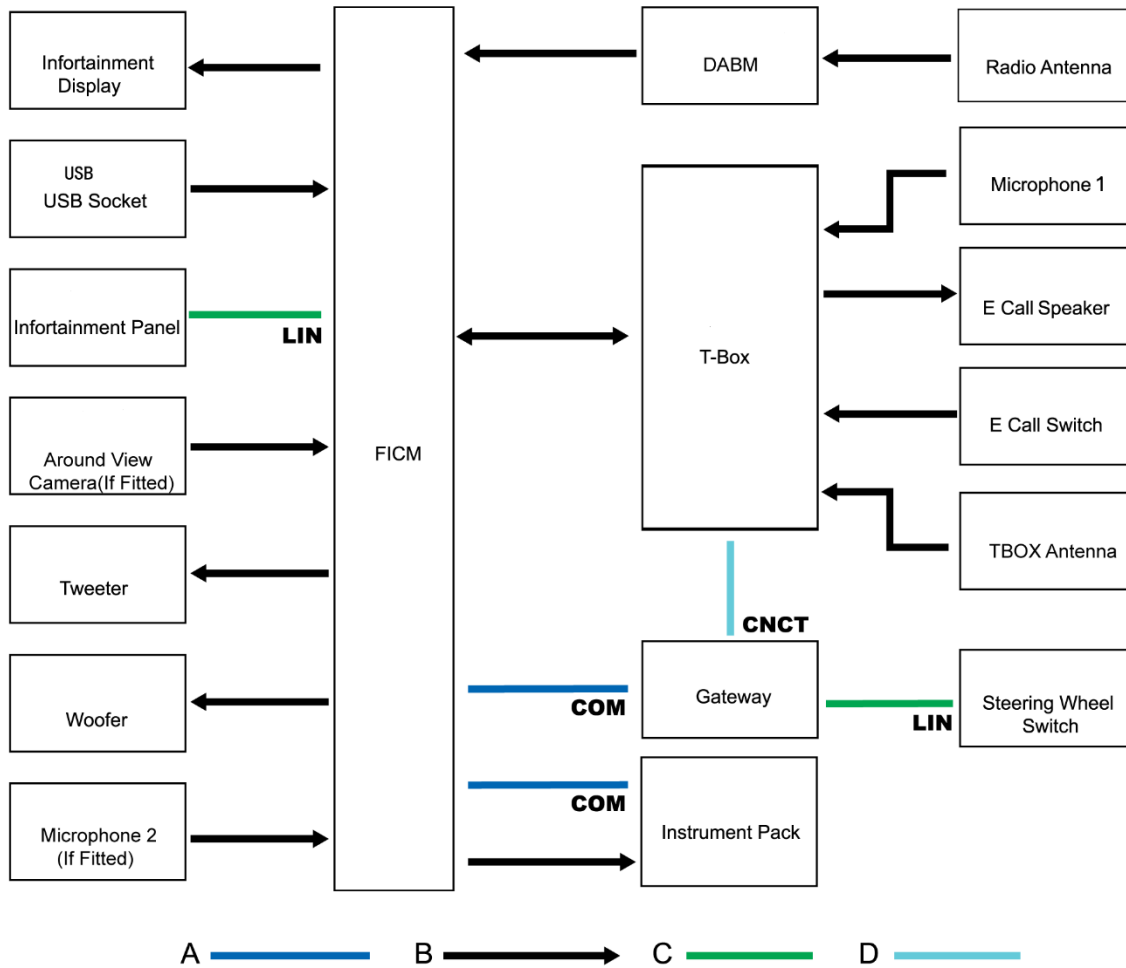 Infortainment
Display
USB
USB Socket
Infortainment Panel
LIN
Around View
Camera(If Fitted)
Tweeter
Woofer
Microphone 2
(If Fitted)
FICM
DABM
Radio Antenna
T-Box
Microphone 1
E Call Speaker
E Call Switch
TBOX Antenna
CNCT
COM
Gateway
LIN
Steering Wheel
Switch
COM
Instrument Pack
A
B
C
D